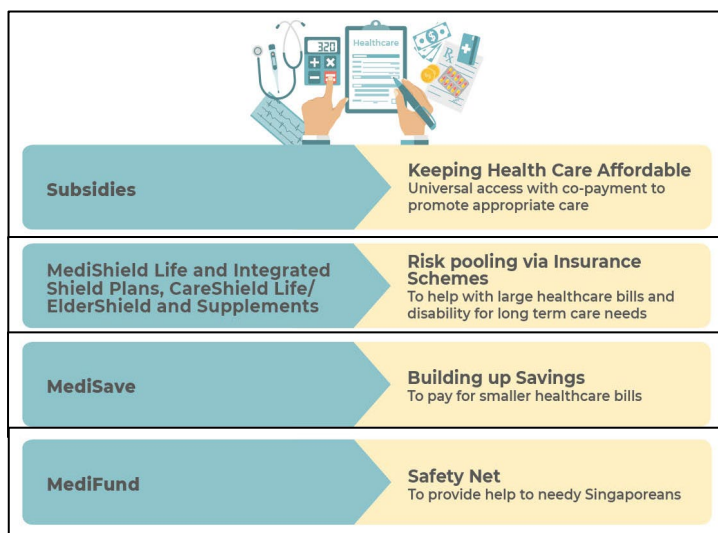 320
Healthcare
Rx
Subsidies
Keeping Health Care Affordable
Universal access with co-payment to
promote appropriate care
MediShield Life and Integrated
Shield Plans, CareShield Life/
ElderShield and Supplements
Risk pooling via Insurance
Schemes
To help with large healthcare bills and
disability for long term care needs
MediSave
Building up Savings
To pay for smaller healthcare bills
MediFund
Safety Net
To provide help to needy Singaporeans